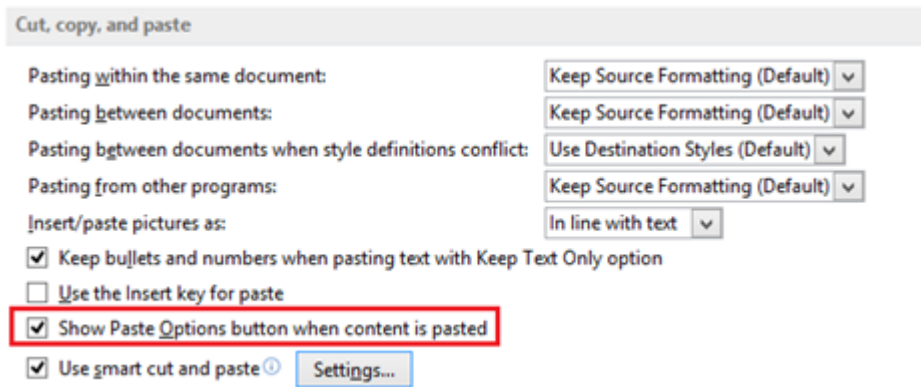 Cut, copy, and paste
Pasting within the same document: Keep Source Formatting (Default)
Pasting between documents: Keep Source Formatting (Default)
Pasting between documents when style definitions conflict: Use Destination Styles (Default)
Pasting from other programs: Keep Source Formatting (Default)
Insert/paste pictures as: In line with text
Keep bullets and numbers when pasting text with Keep Text Only option
Use the Insert key for paste
Show Paste Options button when content is pasted
Use smart cut and paste Settings...